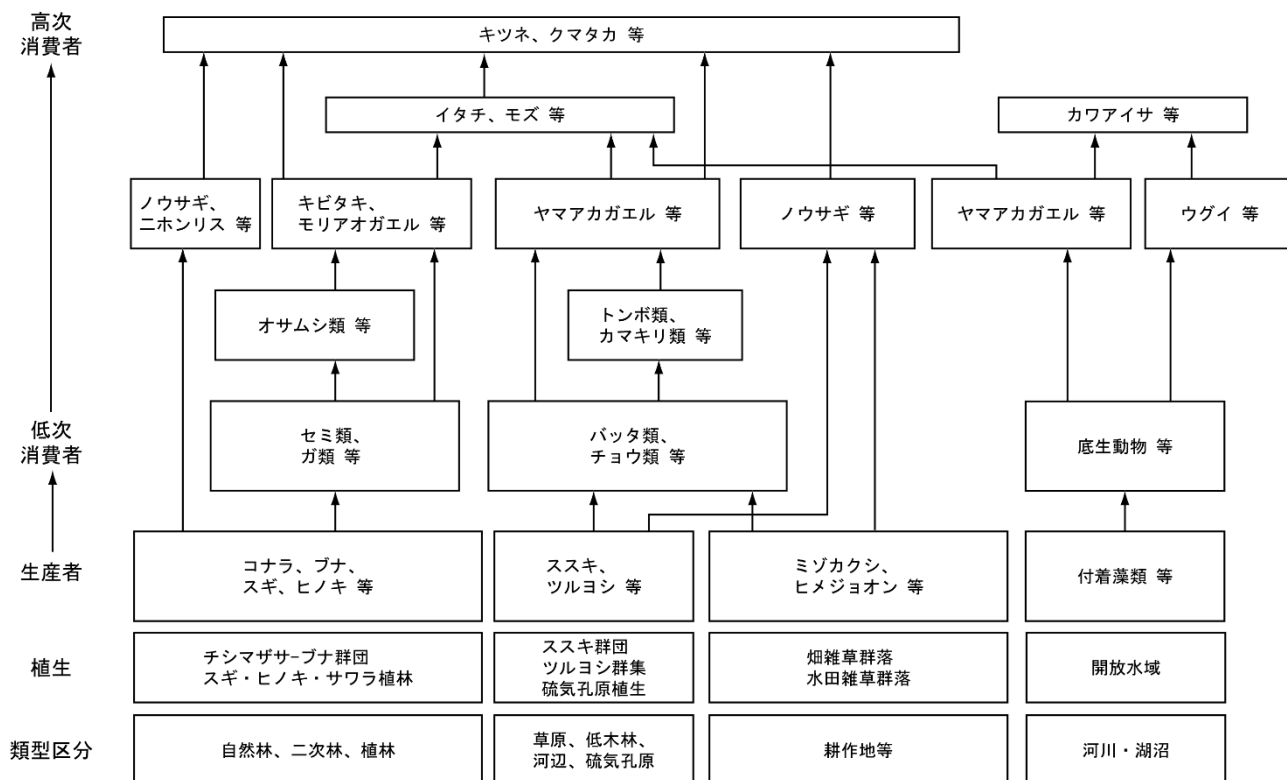 高次
消費者
キツネ、クマタカ 等
イタチ、モズ 等
カワアイサ 等
ノウサギ、
ニホンリス 等
キビタキ、
モリアオガエル 等
ヤマアカガエル 等
ノウサギ 等
ヤマアカガエル 等
ウグイ 等
オサムシ類 等
トンボ類、
カマキリ類 等
低次
消費者
セミ類、
ガ類 等
バッタ類、
チョウ類 等
底生動物 等
生産者
コナラ、ブナ、
スギ、ヒノキ 等
ススキ、
ツルヨシ 等
ミゾカクシ、
ヒメジョオン 等
付着藻類 等
植生
チシマザサ−ブナ群団
スギ・ヒノキ・サワラ植林
ススキ群団
ツルヨシ群集
硫気孔原植生
畑雑草群落
水田雑草群落
開放水域
類型区分
自然林、二次林、植林
草原、低木林、
河辺、硫気孔原
耕作地等
河川・湖沼